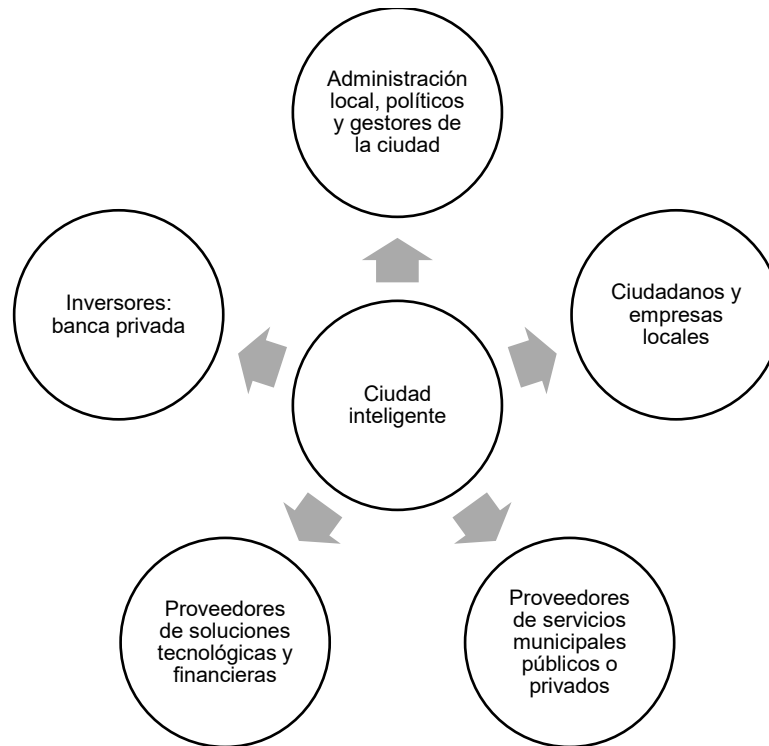 Administración
local, políticos
y gestores de
la ciudad
Inversores:
banca privada
Ciudadanos y
empresas
locales
Ciudad
inteligente
Proveedores
de soluciones
tecnológicas y
financieras
Proveedores
de servicios
municipales
públicos o
privados